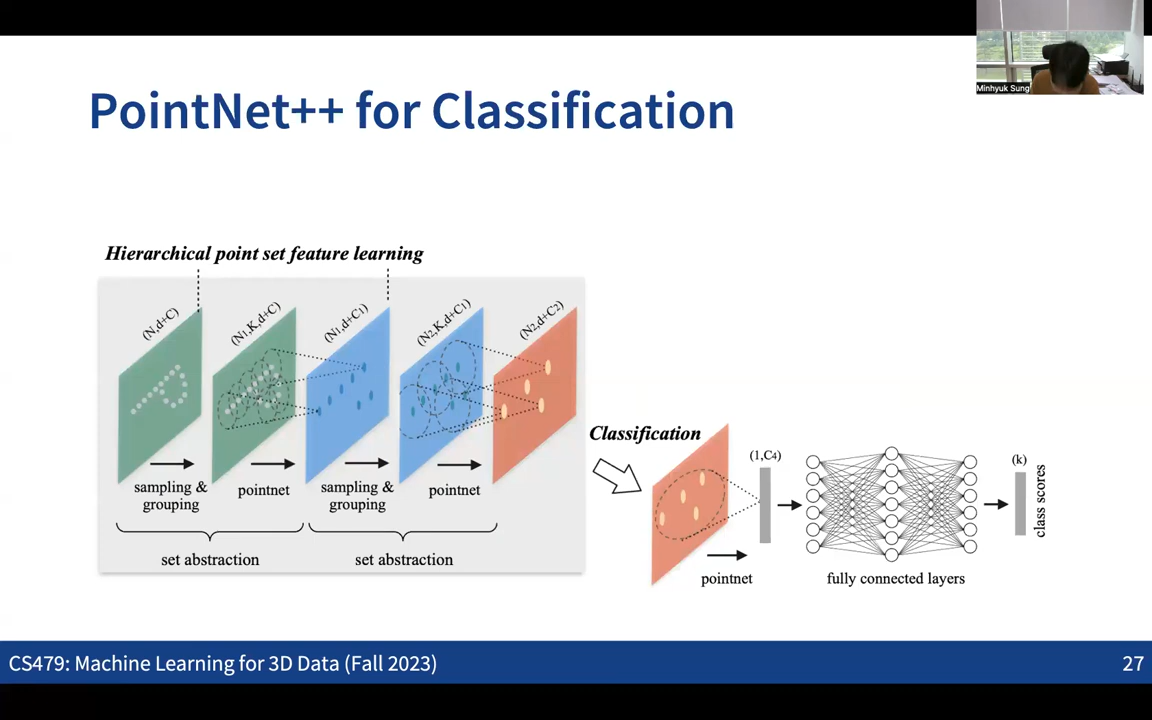 Minhyuk Sung
PointNet++ for Classification
Hierarchical point set feature learning
(N,d+C)
(N1,K,d+C)
(N1,d+C1)
(N2,K,d+C1)
(N2,d+C2)
sampling &
grouping
pointnet
sampling &
grouping
pointnet
set abstraction
set abstraction
Classification
(1,C4)
(k)
class scores
pointnet
fully connected layers
CS479: Machine Learning for 3D Data (Fall 2023)
27